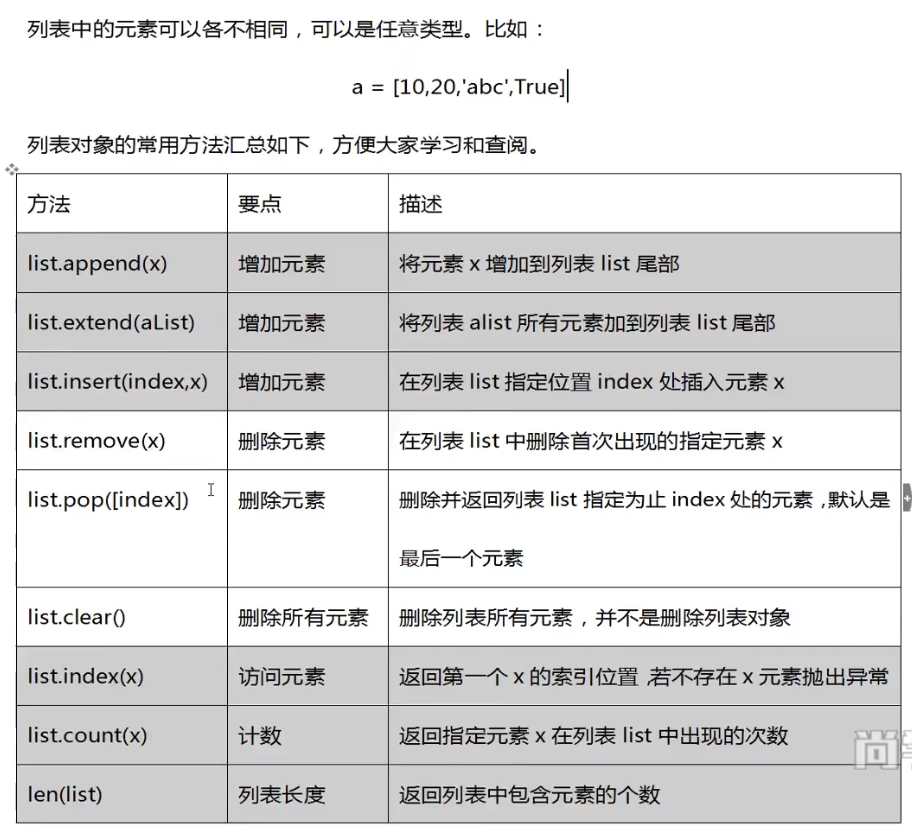 列表中的元素可以各不相同，可以是任意类型。比如：
a = [10,20,'abc',True]
列表对象的常用方法汇总如下，方便大家学习和查阅。
方法 要点 描述
list.append(x) 增加元素 将元素 x 增加到列表 list 尾部
list.extend(aList) 增加元素 将列表 alist 所有元素加到列表 list 尾部
list.insert(index,x) 增加元素 在列表 list 指定位置 index 处插入元素 x
list.remove(x) 删除元素 在列表 list 中删除首次出现的指定元素 x
list.pop([index]) 删除元素 删除并返回列表 list 指定为止 index 处的元素，默认是
最后一个元素
list.clear() 删除所有元素 删除列表所有元素，并不是删除列表对象
list.index(x) 访问元素 返回第一个 x 的索引位置，若不存在 x 元素抛出异常
list.count(x) 计数 返回指定元素 x 在列表 list 中出现的次数
len(list) 列表长度 返回列表中包含元素的个数
尚